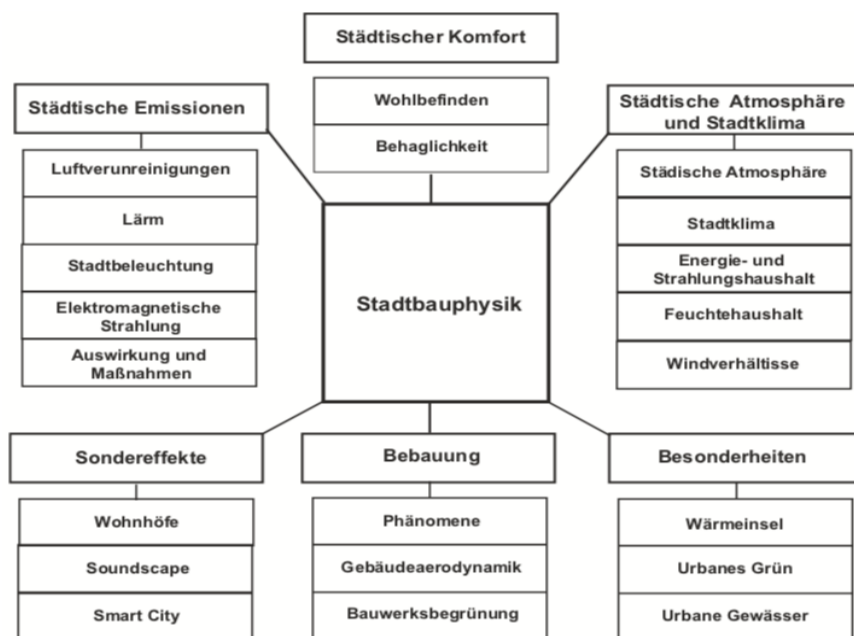 Städtischer Komfort
Wohlbefinden
Behaglichkeit
Städtische Emissionen
Luftverunreinigungen
Lärm
Stadtbeleuchtung
Elektromagnetische
Strahlung
Auswirkung und
Maßnahmen
Städtische Atmosphäre
und Stadtklima
Städische Atmosphäre
Stadtklima
Energie- und
Strahlungshaushalt
Feuchtehaushalt
Windverhältisse
Stadtbauphysik
Sondereffekte
Wohnhöfe
Soundscape
Smart City
Bebauung
Phänomene
Gebäudeaerodynamik
Bauwerksbegrünung
Besonderheiten
Wärmeinsel
Urbanes Grün
Urbane Gewässer